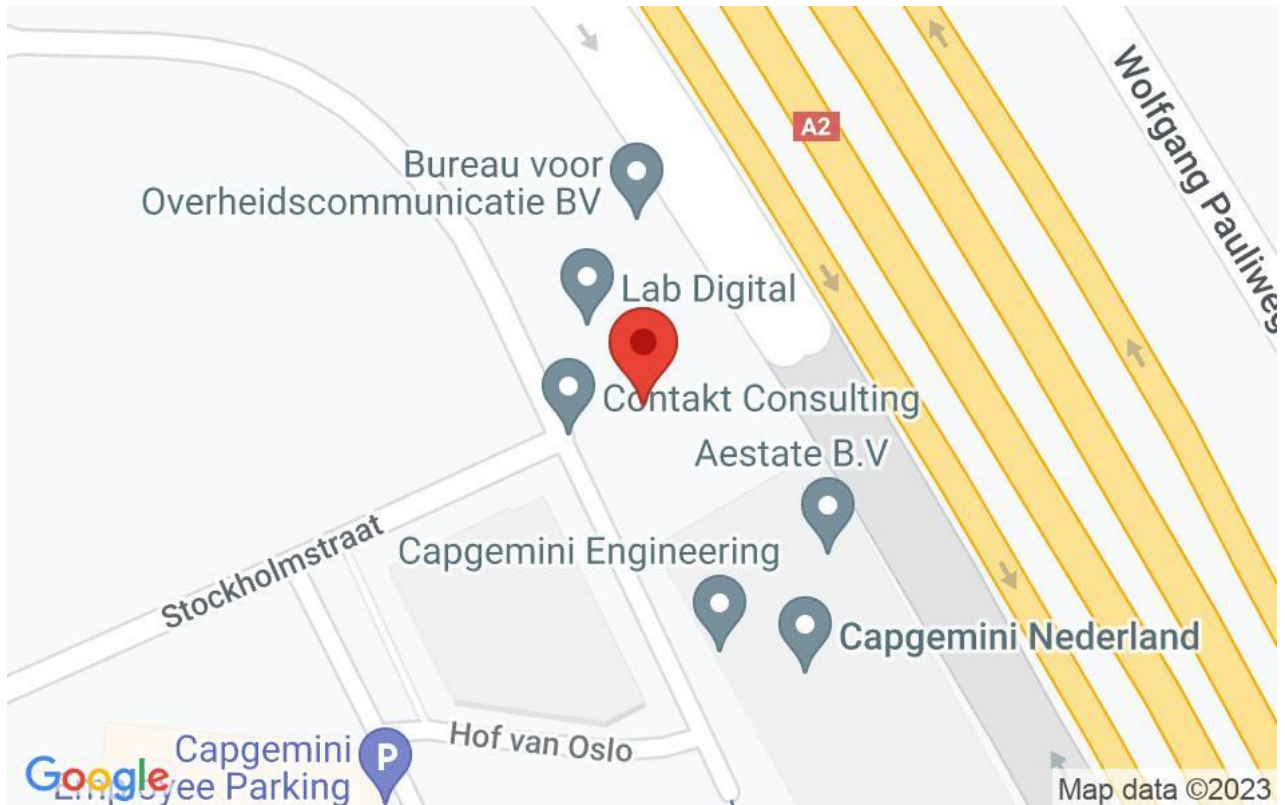 A2
Wolfgang Pauliweg
Bureau voor
Overheidscommunicatie BV
Lab Digital
Contakt Consulting
Aestate B.V
Stockholmstraat
Capgemini Engineering
Capgemini Nederland
Hof van Oslo
P
Capgemini
Employee Parking
Google
Map data ©2023